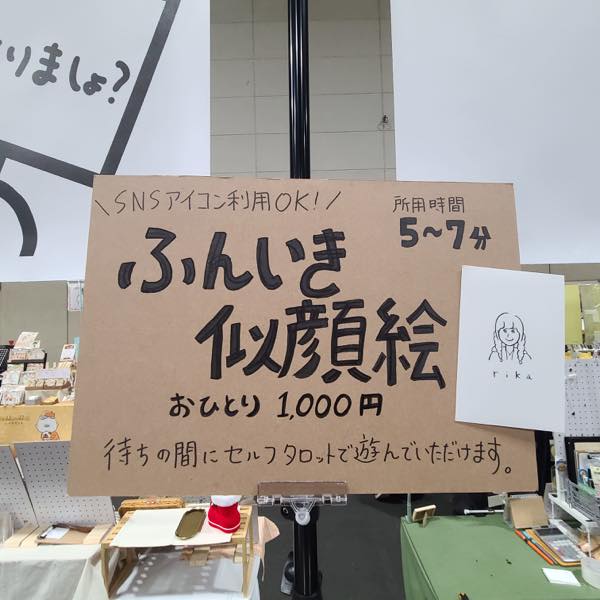 りましょ?
\SNSアイコン利用OK!/
所用時間
5~7分
ふんいき
似顔絵
rika
おひとり 1,000円
待ちの間にセルフタロットで遊んでいただけます。